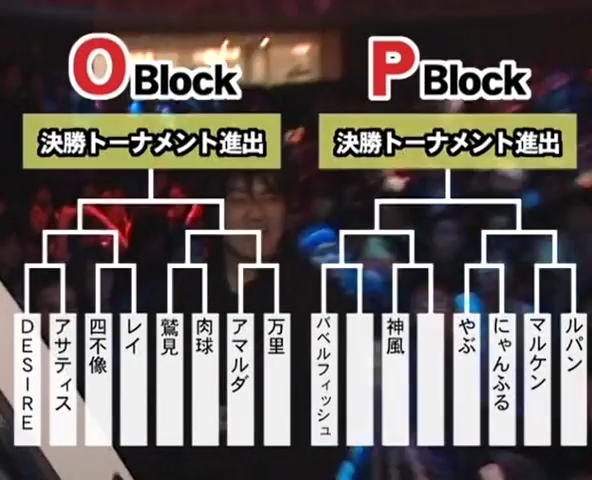 O Block
P Block
決勝トーナメント進出
決勝トーナメント進出
DESIRE
アサティス
四不像
レイ
鷲見
肉球
アマルダ
万里
バベルフィッシュ
神風
やぶ
にゃんふる
マルケン
ルパン